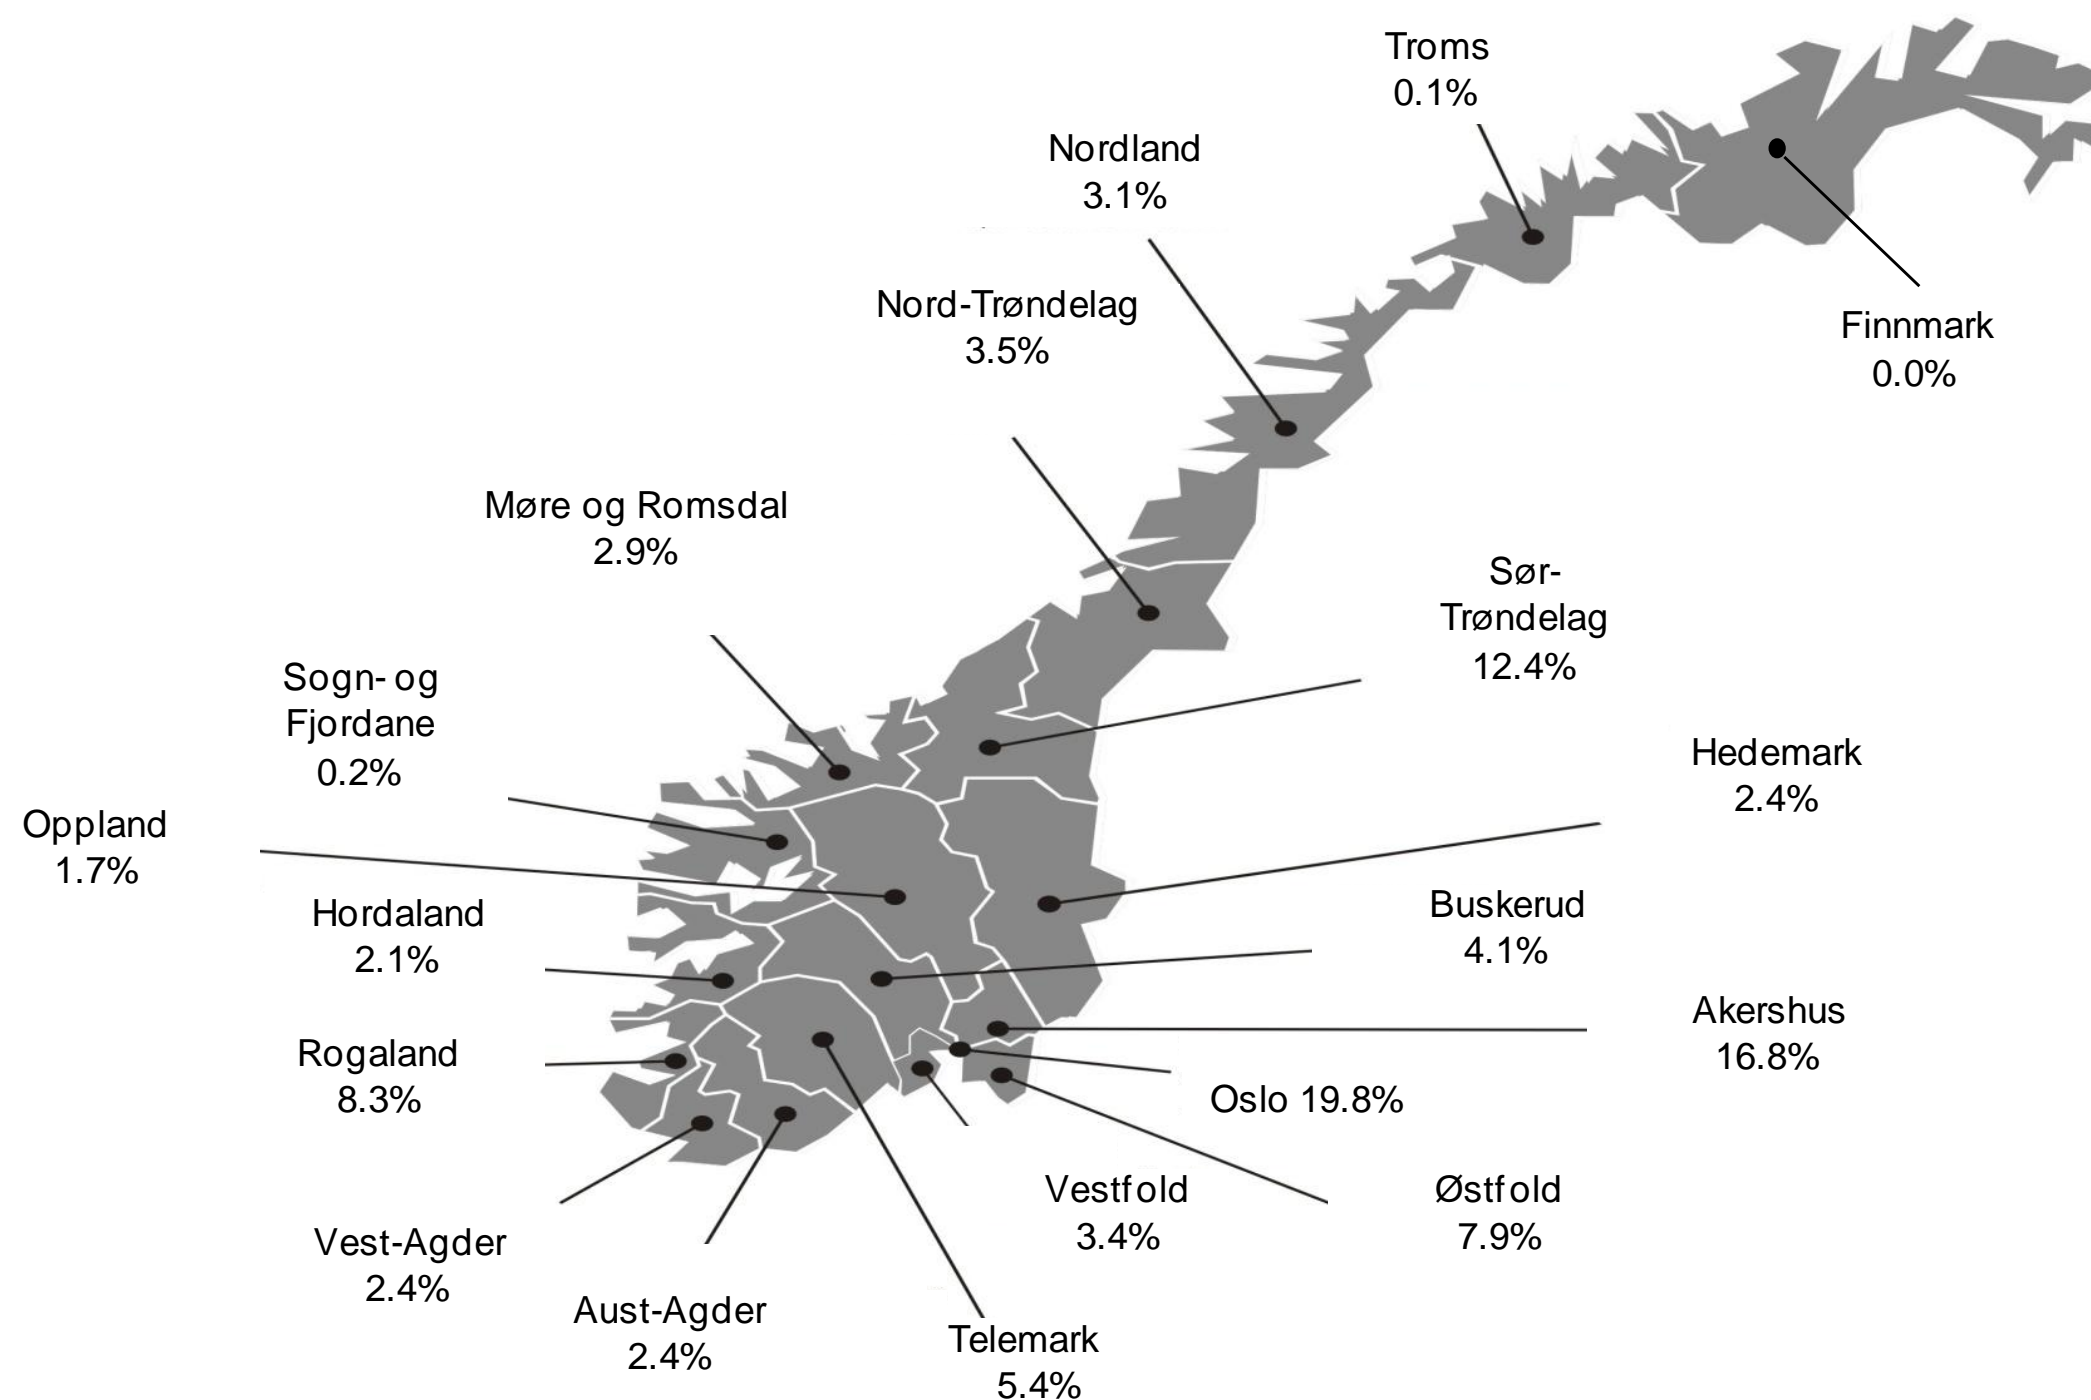 Troms
0.1%
Nordland
3.1%
Nord-Trøndelag
3.5%
Finnmark
0.0%
Møre og Romsdal
2.9%
Sør-
Trøndelag
12.4%
Sogn- og
Fjordane
0.2%
Hedemark
2.4%
Oppland
1.7%
Hordaland
2.1%
Buskerud
4.1%
Akershus
16.8%
Rogaland
8.3%
Oslo 19.8%
Vestfold
3.4%
Østfold
7.9%
Vest-Agder
2.4%
Aust-Agder
2.4%
Telemark
5.4%